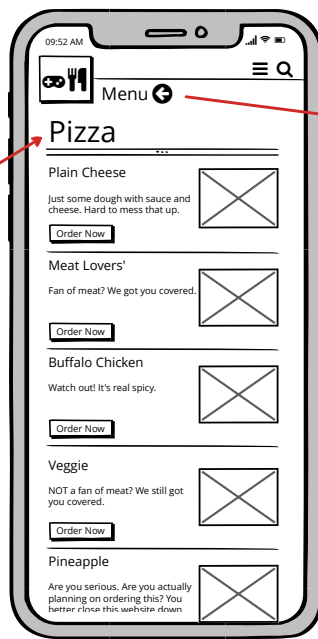 09:52 AM
Menu
Pizza
Plain Cheese
Just some dough with sauce and
cheese. Hard to mess that up.
Order Now
Meat Lovers'
Fan of meat? We got you covered.
Order Now
Buffalo Chicken
Watch out! It's real spicy.
Order Now
Veggie
NOT a fan of meat? We still got
you covered.
Order Now
Pineapple
Are you serious. Are you actually
planning on ordering this? You
better close this website down